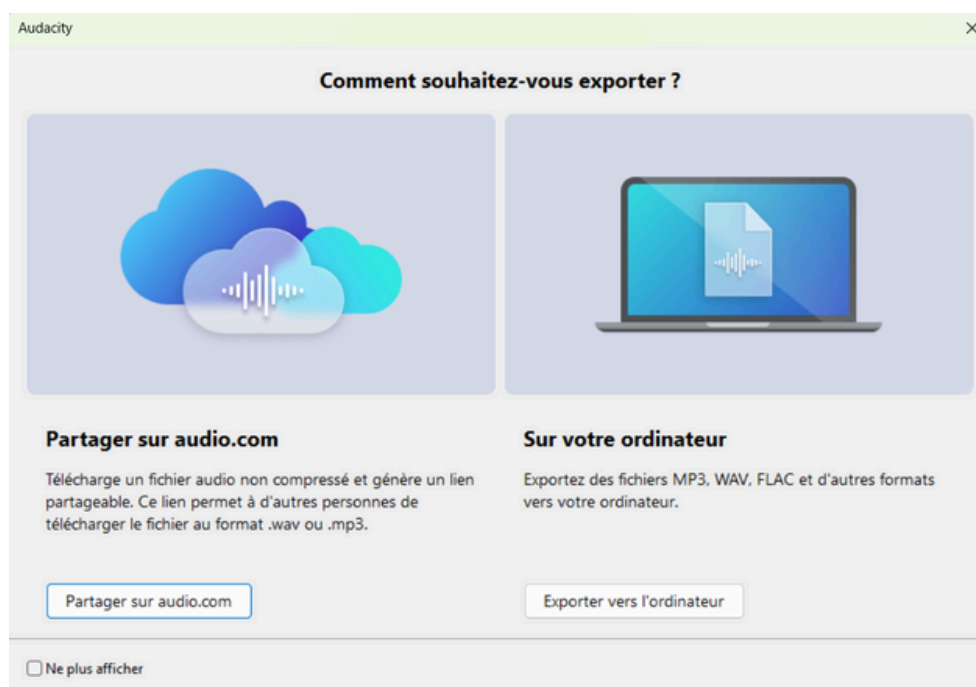 Audacity
Comment souhaitez-vous exporter ?
Partager sur audio.com
Télécharge un fichier audio non compressé et génère un lien
partageable. Ce lien permet à d'autres personnes de
télécharger le fichier au format .wav ou .mp3.
Partager sur audio.com
Sur votre ordinateur
Exportez des fichiers MP3, WAV, FLAC et d'autres formats
vers votre ordinateur.
Exporter vers l'ordinateur
Ne plus afficher